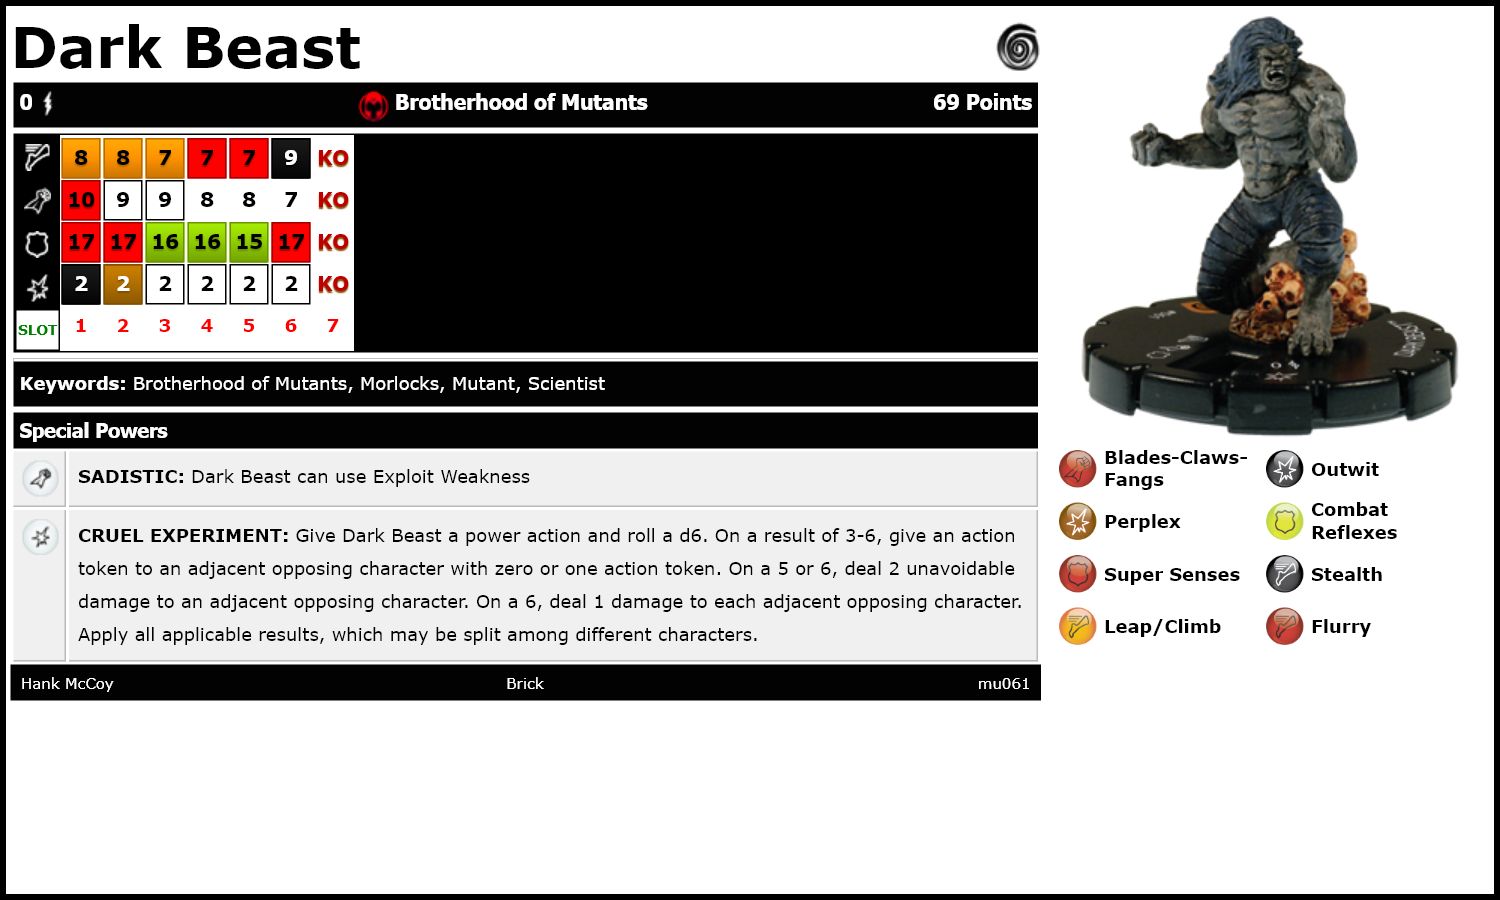 Dark Beast
0 Brotherhood of Mutants 69 Points
8 8 7 7 7 9 KO
10 9 9 8 8 7 KO
17 17 16 16 15 17 KO
2 2 2 2 2 2 KO
SLOT 1 2 3 4 5 6 7
Keywords: Brotherhood of Mutants, Morlocks, Mutant, Scientist
Special Powers
SADISTIC: Dark Beast can use Exploit Weakness
CRUEL EXPERIMENT: Give Dark Beast a power action and roll a d6. On a result of 3-6, give an action
token to an adjacent opposing character with zero or one action token. On a 5 or 6, deal 2 unavoidable
damage to an adjacent opposing character. On a 6, deal 1 damage to each adjacent opposing character.
Apply all applicable results, which may be split among different characters.
Hank McCoy Brick mu061
Blades-Claws-
Fangs
Outwit
Perplex
Combat
Reflexes
Super Senses
Stealth
Leap/Climb
Flurry